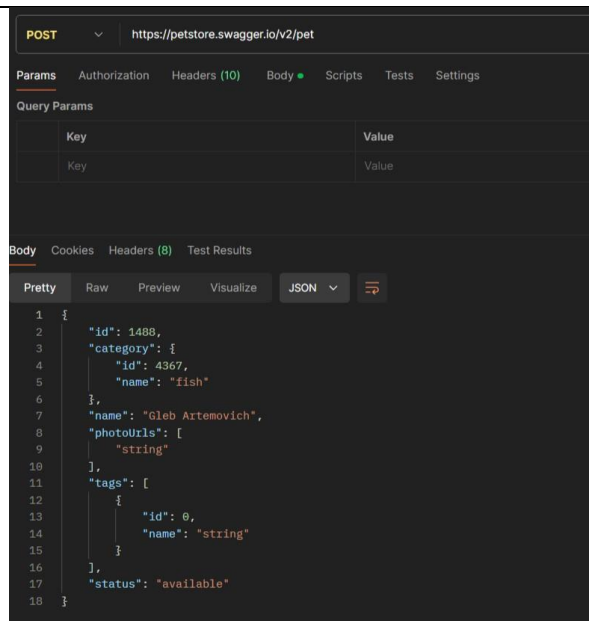 POST https://petstore.swagger.io/v2/pet
Params Authorization Headers (10) Body Scripts Tests Settings
Query Params
Key Value
Key Value
Body Cookies Headers (8) Test Results
Pretty Raw Preview Visualize JSON
1 {
2 "id": 1488,
3 "category": {
4 "id": 4367,
5 "name": "fish"
6 },
7 "name": "Gleb Artemovich",
8 "photoUrls": [
9 "string"
10 ],
11 "tags": [
12 {
13 "id": 0,
14 "name": "string"
15 }
16 ],
17 "status": "available"
18 }